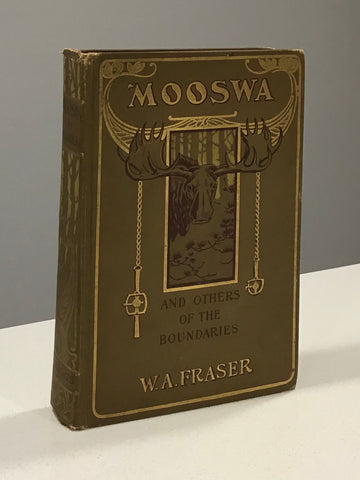 MOOSWA
AND OTHERS
OF THE
BOUNDARIES
W.A.FRASER